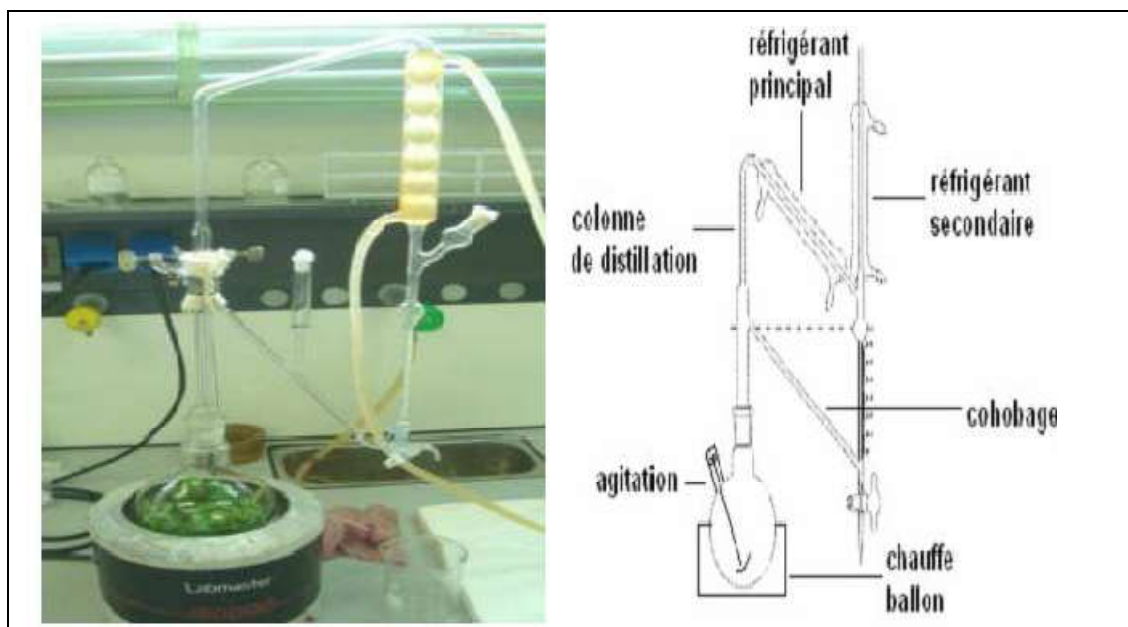 réfrigérant
principal
colonne
de distillation
réfrigérant
secondaire
cohobage
agitation
chauffe
ballon
Labmaster